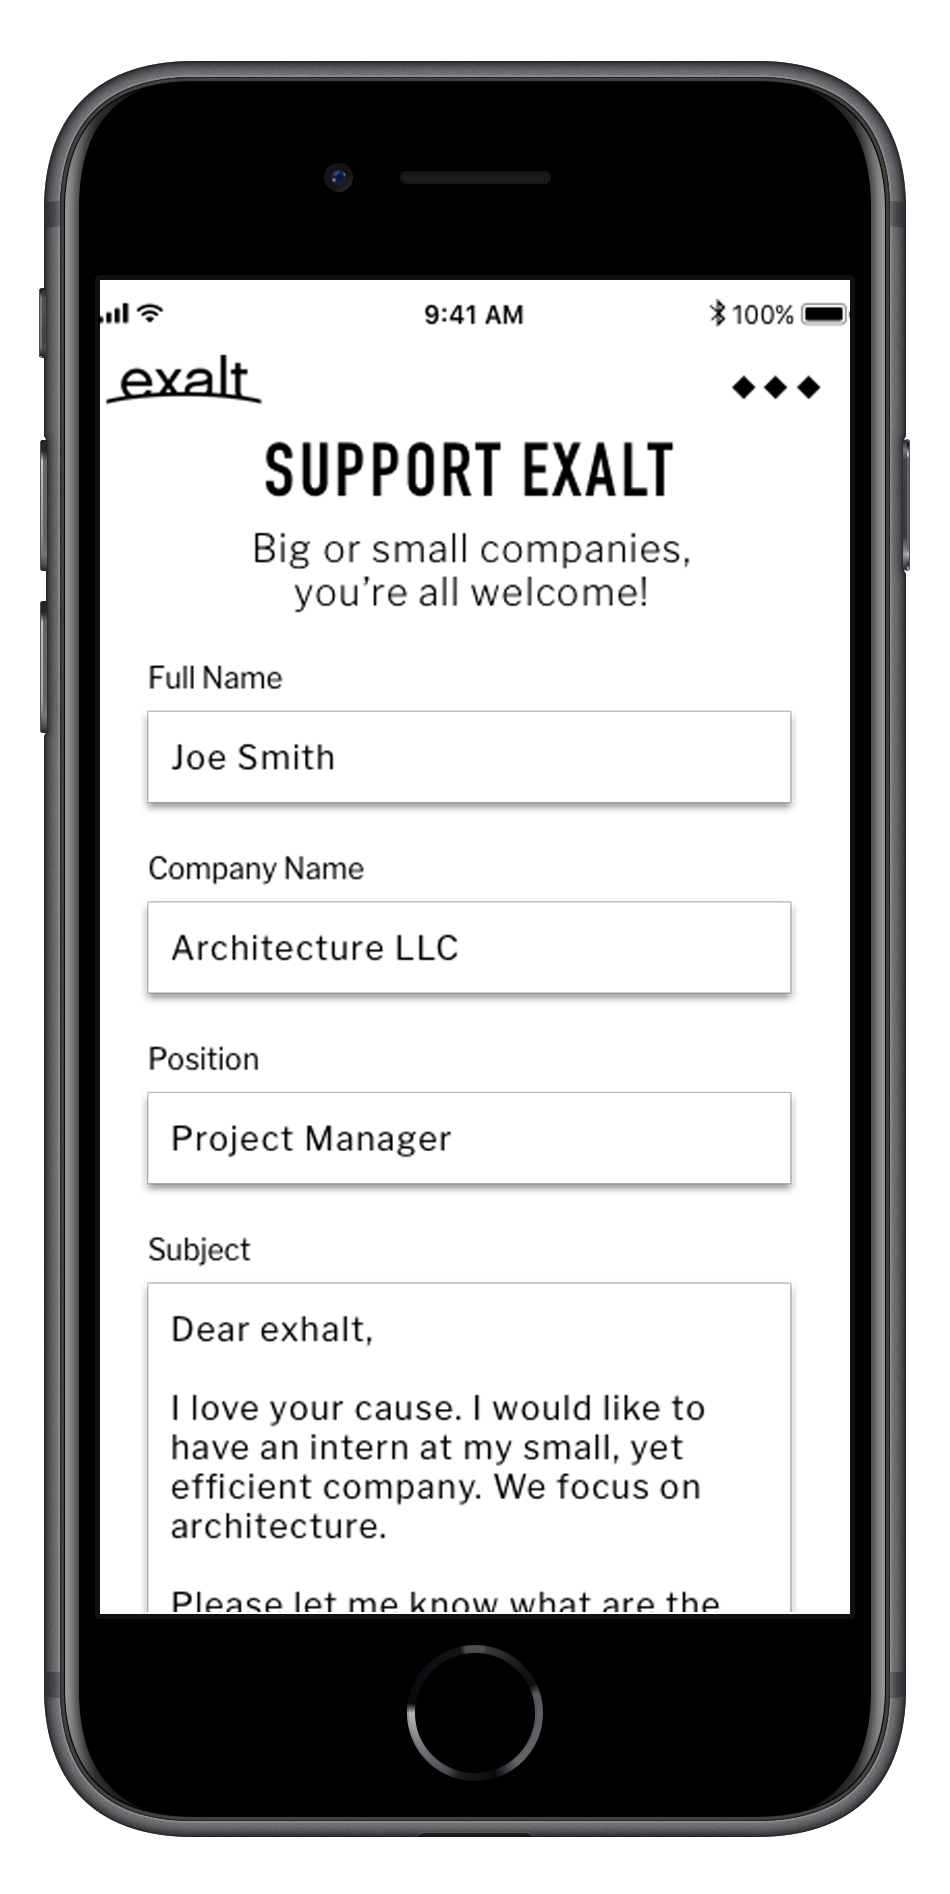 9:41 AM 100%
exalt
SUPPORT EXALT
Big or small companies,
you’re all welcome!
Full Name
Joe Smith
Company Name
Architecture LLC
Position
Project Manager
Subject
Dear exhalt,
I love your cause. I would like to
have an intern at my small, yet
efficient company. We focus on
architecture.
Please let me know what are the